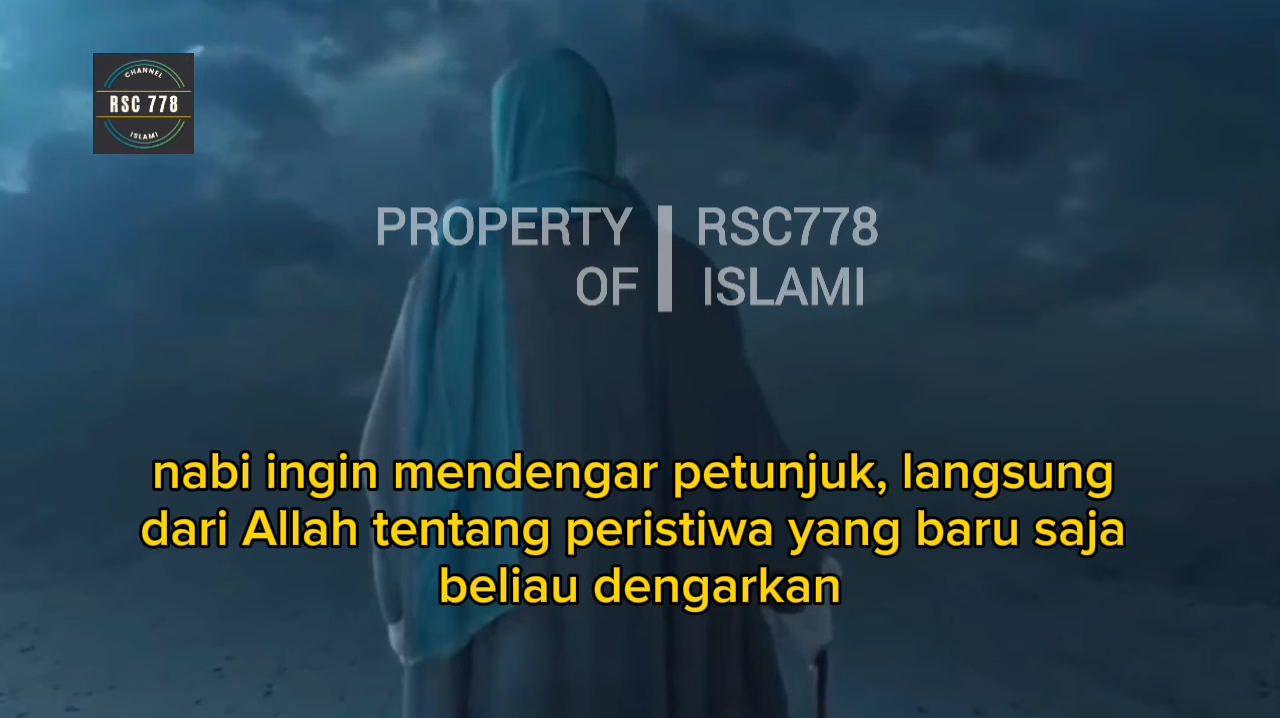 CHANNEL
RSC 778
ISLAMI
PROPERTY RSC778
OF ISLAMI
nabi ingin mendengar petunjuk, langsung
dari Allah tentang peristiwa yang baru saja
beliau dengarkan